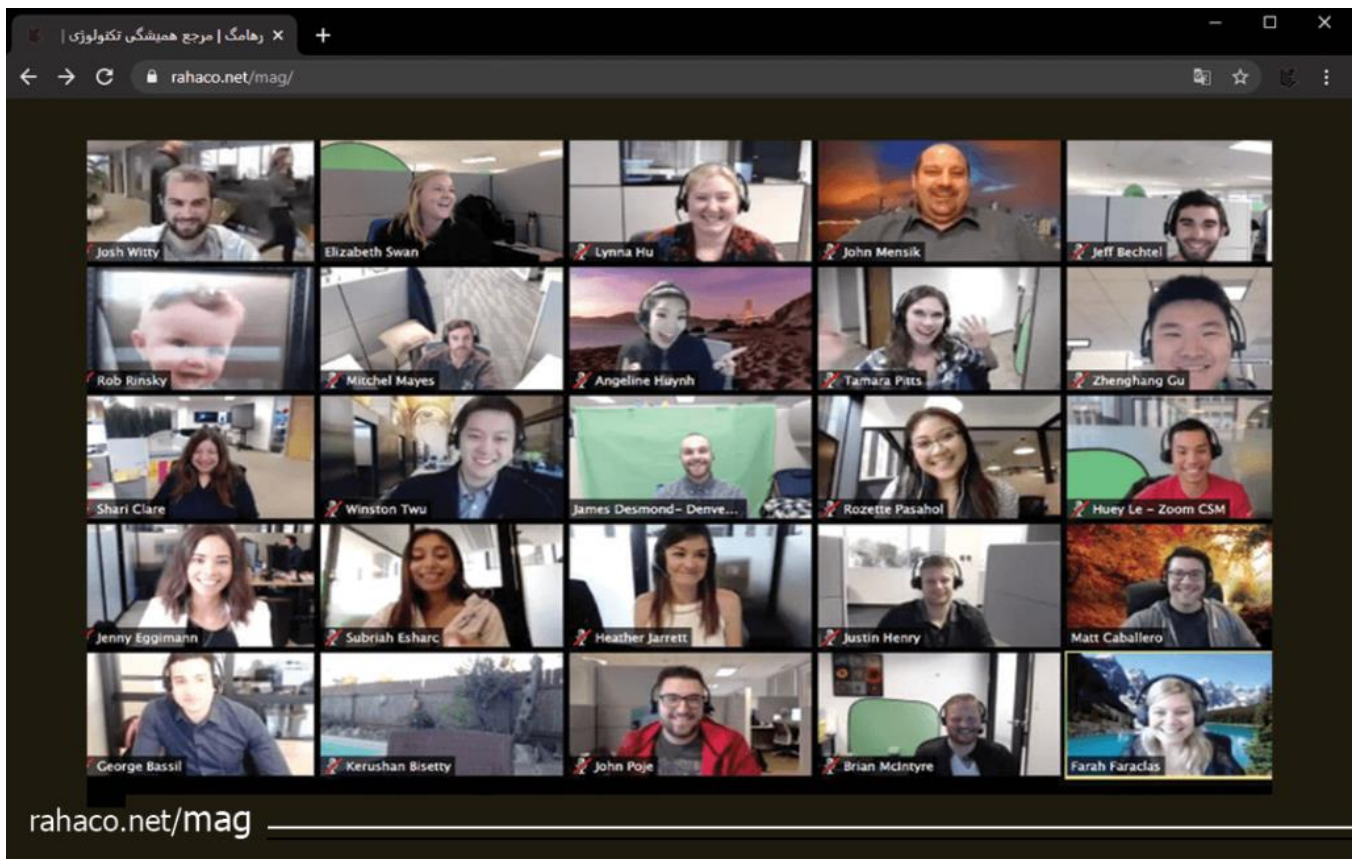 رهامگ | مرجع همیشگی تکنولوژی |
rahaco.net/mag/
Josh Witty
Elizabeth Swan
Lynna Hu
John Mensik
Jeff Bechtel
Rob Rinsky
Mitchel Mayes
Angeline Huynh
Tamara Pitts
Zhenghang Gu
Shari Clare
Winston Twu
James Desmond- Denve...
Rozette Pasahol
Huey Le - Zoom CSM
Jenny Eggimann
Subriah Esharc
Heather Jarrett
Justin Henry
Matt Caballero
George Bassil
Kerushan Bisetty
John Poje
Brian McIntyre
Farah Faraclas
rahaco.net/mag